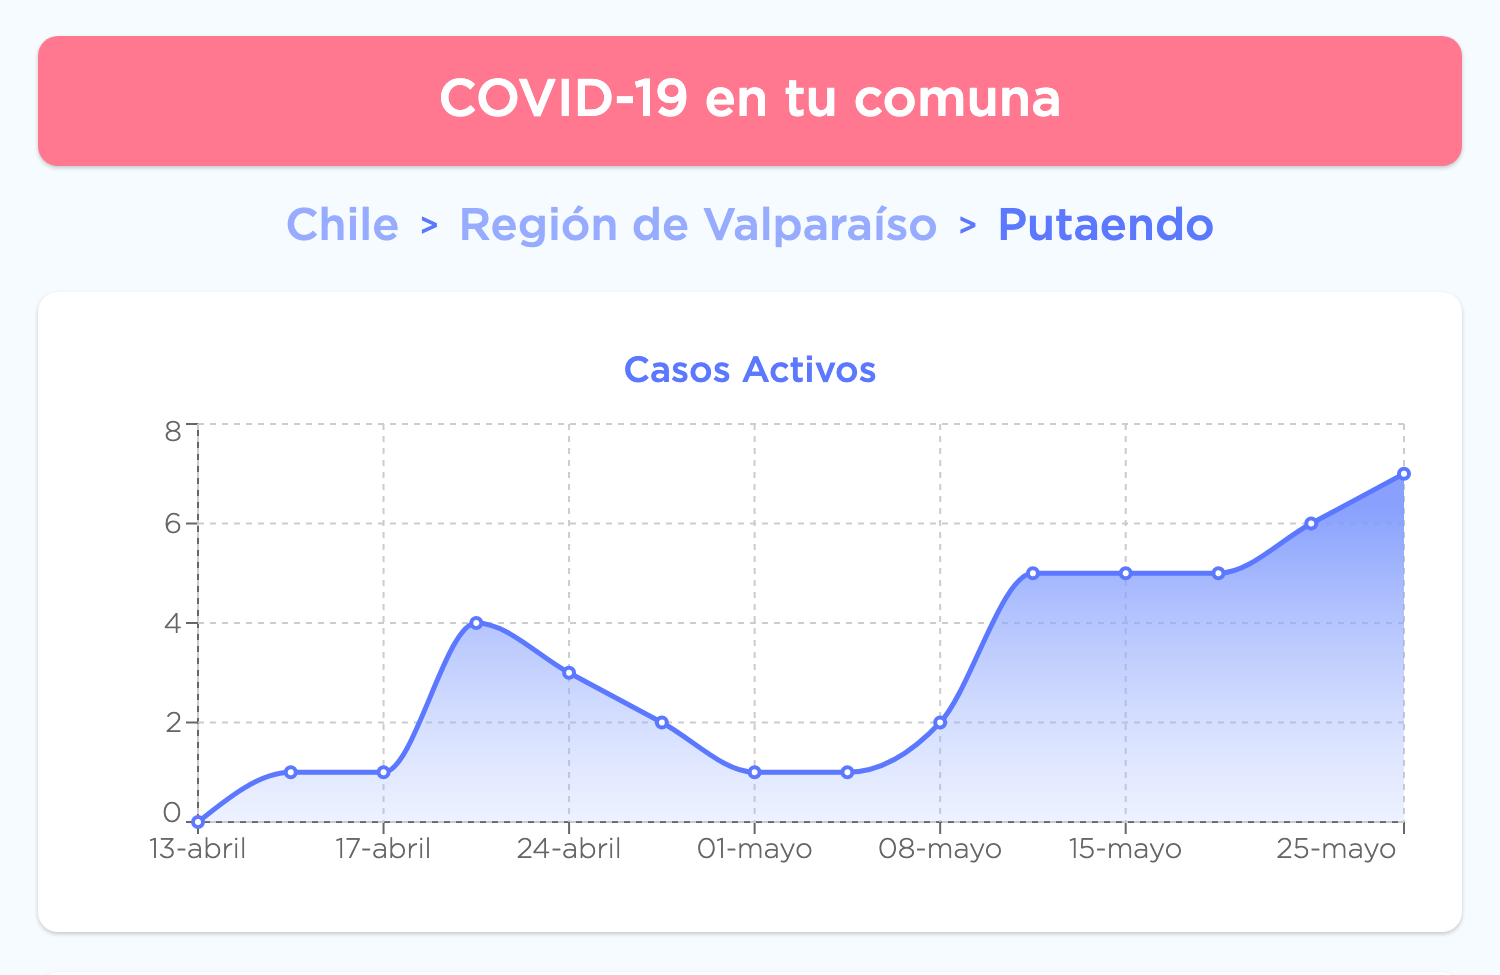 COVID-19 en tu comuna
Chile > Región de Valparaíso > Putaendo
Casos Activos
8
6
4
2
0
13-abril 17-abril 24-abril 01-mayo 08-mayo 15-mayo 25-mayo